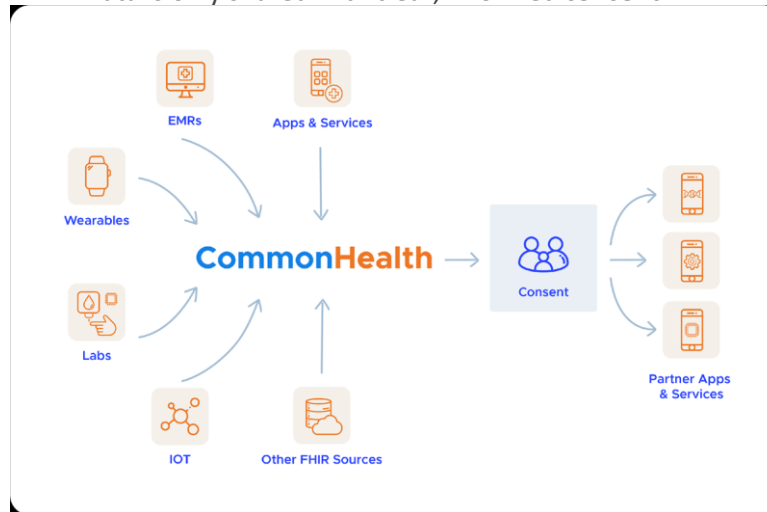 EMRs
Apps & Services
Wearables
CommonHealth
Consent
Labs
Partner Apps
& Services
IOT
Other FHIR Sources